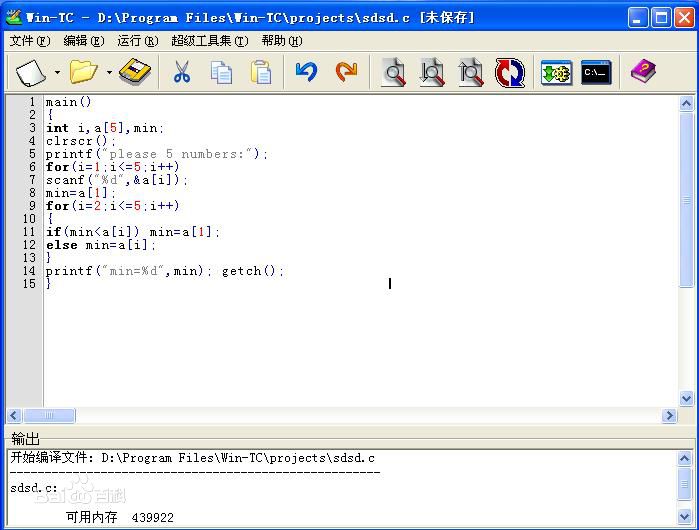 Win-TC - D:\Program Files\Win-TC\projects\sdsd.c [未保存]
文件(F) 编辑(E) 运行(R) 超级工具集(T) 帮助(H)
C:\_
1 main()
2 {
3 int i,a[5],min;
4 clrscr();
5 printf("please 5 numbers:");
6 for(i=1;i<=5;i++)
7 scanf("%d",&a[i]);
8 min=a[1];
9 for(i=2;i<=5;i++)
10 {
11 if(min<a[i]) min=a[1];
12 else min=a[i];
13 }
14 printf("min=%d",min); getch();
15 }
输出
开始编译文件: D:\Program Files\Win-TC\projects\sdsd.c
--------------------------------------------------
sdsd.c:
Bai 百科
可用内存 439922